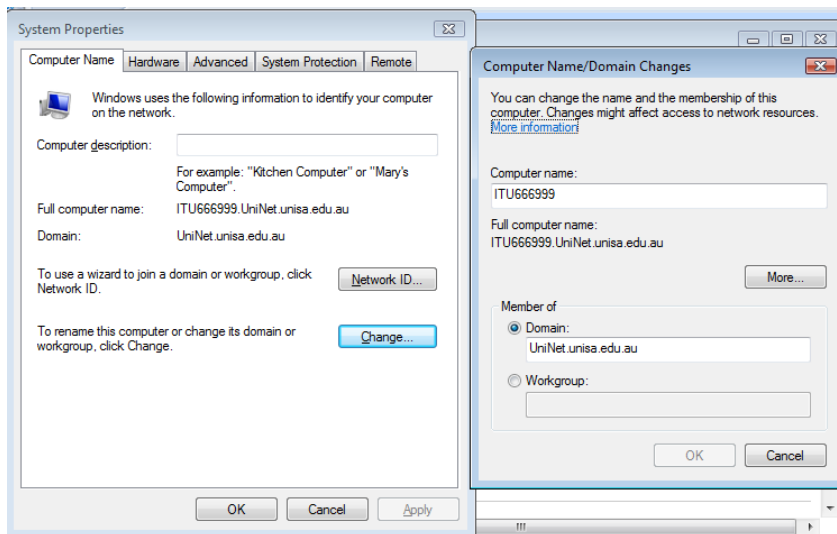 System Properties
Computer Name
Hardware
Advanced
System Protection
Remote
Windows uses the following information to identify your computer
on the network.
Computer description:
For example: "Kitchen Computer" or "Mary's
Computer".
Full computer name:
ITU666999.UniNet.unisa.edu.au
Domain:
UniNet.unisa.edu.au
To use a wizard to join a domain or workgroup, click
Network ID.
Network ID...
To rename this computer or change its domain or
workgroup, click Change.
Change...
OK
Cancel
Apply
Computer Name/Domain Changes
You can change the name and the membership of this
computer. Changes might affect access to network resources.
More information
Computer name:
ITU666999
Full computer name:
ITU666999.UniNet.unisa.edu.au
More...
Member of
Domain:
UniNet.unisa.edu.au
Workgroup:
OK
Cancel